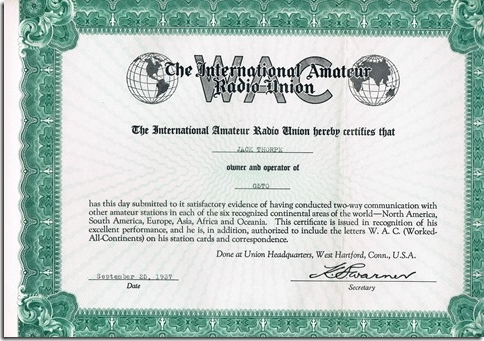 WAC
The International Amateur
Radio Union
The International Amateur Radio Union hereby certifies that
JACK THORPE
owner and operator of
has this day submitted to it satisfactory evidence of having conducted two-way communication with
other amateur stations in each of the six recognized continental areas of the world—North America,
South America, Europe, Asia, Africa and Oceania. This certificate is issued in recognition of his
excellent performance, and he is, in addition, authorized to include the letters W. A. C. (Worked-
All-Continents) on his station cards and correspondence.
Done at Union Headquarters, West Hartford, Conn., U.S.A.
September 25, 1937
Date
Secretary